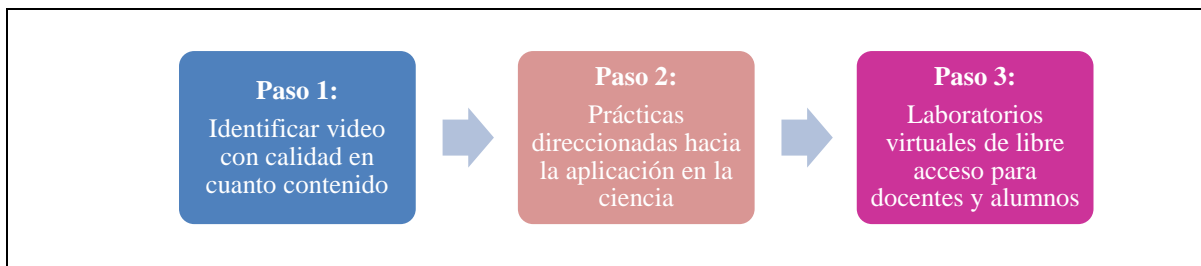 Paso 1:
Identificar video
con calidad en
cuanto contenido
Paso 2:
Prácticas
direccionadas hacia
la aplicación en la
ciencia
Paso 3:
Laboratorios
virtuales de libre
acceso para
docentes y alumnos